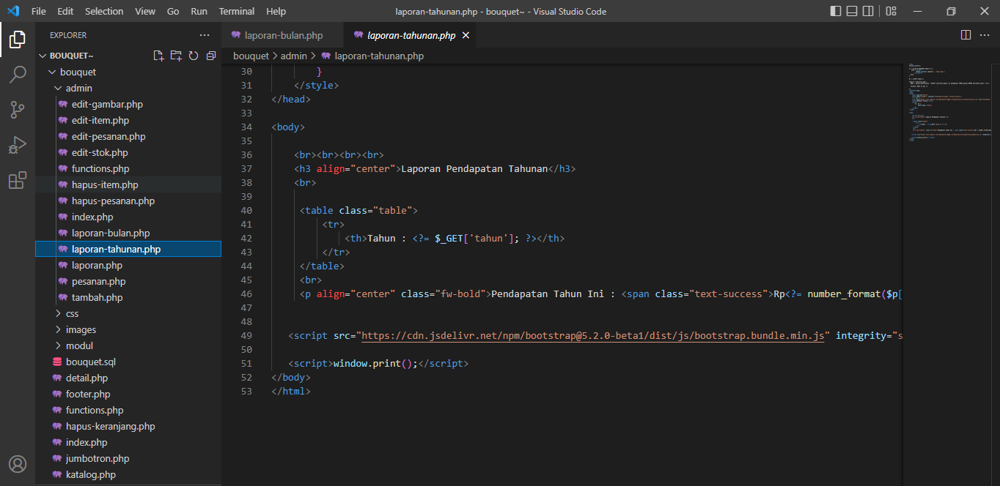 File Edit Selection View Go Run Terminal Help
laporan-tahunan.php - bouquet~ - Visual Studio Code
EXPLORER
BOUQUET~
bouquet
admin
edit-gambar.php
edit-item.php
edit-pesanan.php
edit-stok.php
functions.php
hapus-item.php
hapus-pesanan.php
index.php
laporan-bulan.php
laporan-tahunan.php
laporan.php
pesanan.php
tambah.php
css
images
modul
bouquet.sql
detail.php
footer.php
functions.php
hapus-keranjang.php
index.php
jumbotron.php
katalog.php
laporan-bulan.php laporan-tahunan.php
bouquet > admin > laporan-tahunan.php
30 }
31 </style>
32 </head>
33
34 <body>
35
36 <br><br><br><br>
37 <h3 align="center">Laporan Pendapatan Tahunan</h3>
38 <br>
39
40 <table class="table">
41 <tr>
42 <th>Tahun : <?= $_GET['tahun']; ?></th>
43 </tr>
44 </table>
45 <br>
46 <p align="center" class="fw-bold">Pendapatan Tahun Ini : <span class="text-success">Rp<?= number_format($p[
47
48
49 <script src="https://cdn.jsdelivr.net/npm/bootstrap@5.2.0-beta1/dist/js/bootstrap.bundle.min.js" integrity="s
50
51 <script>window.print();</script>
52 </body>
53 </html>